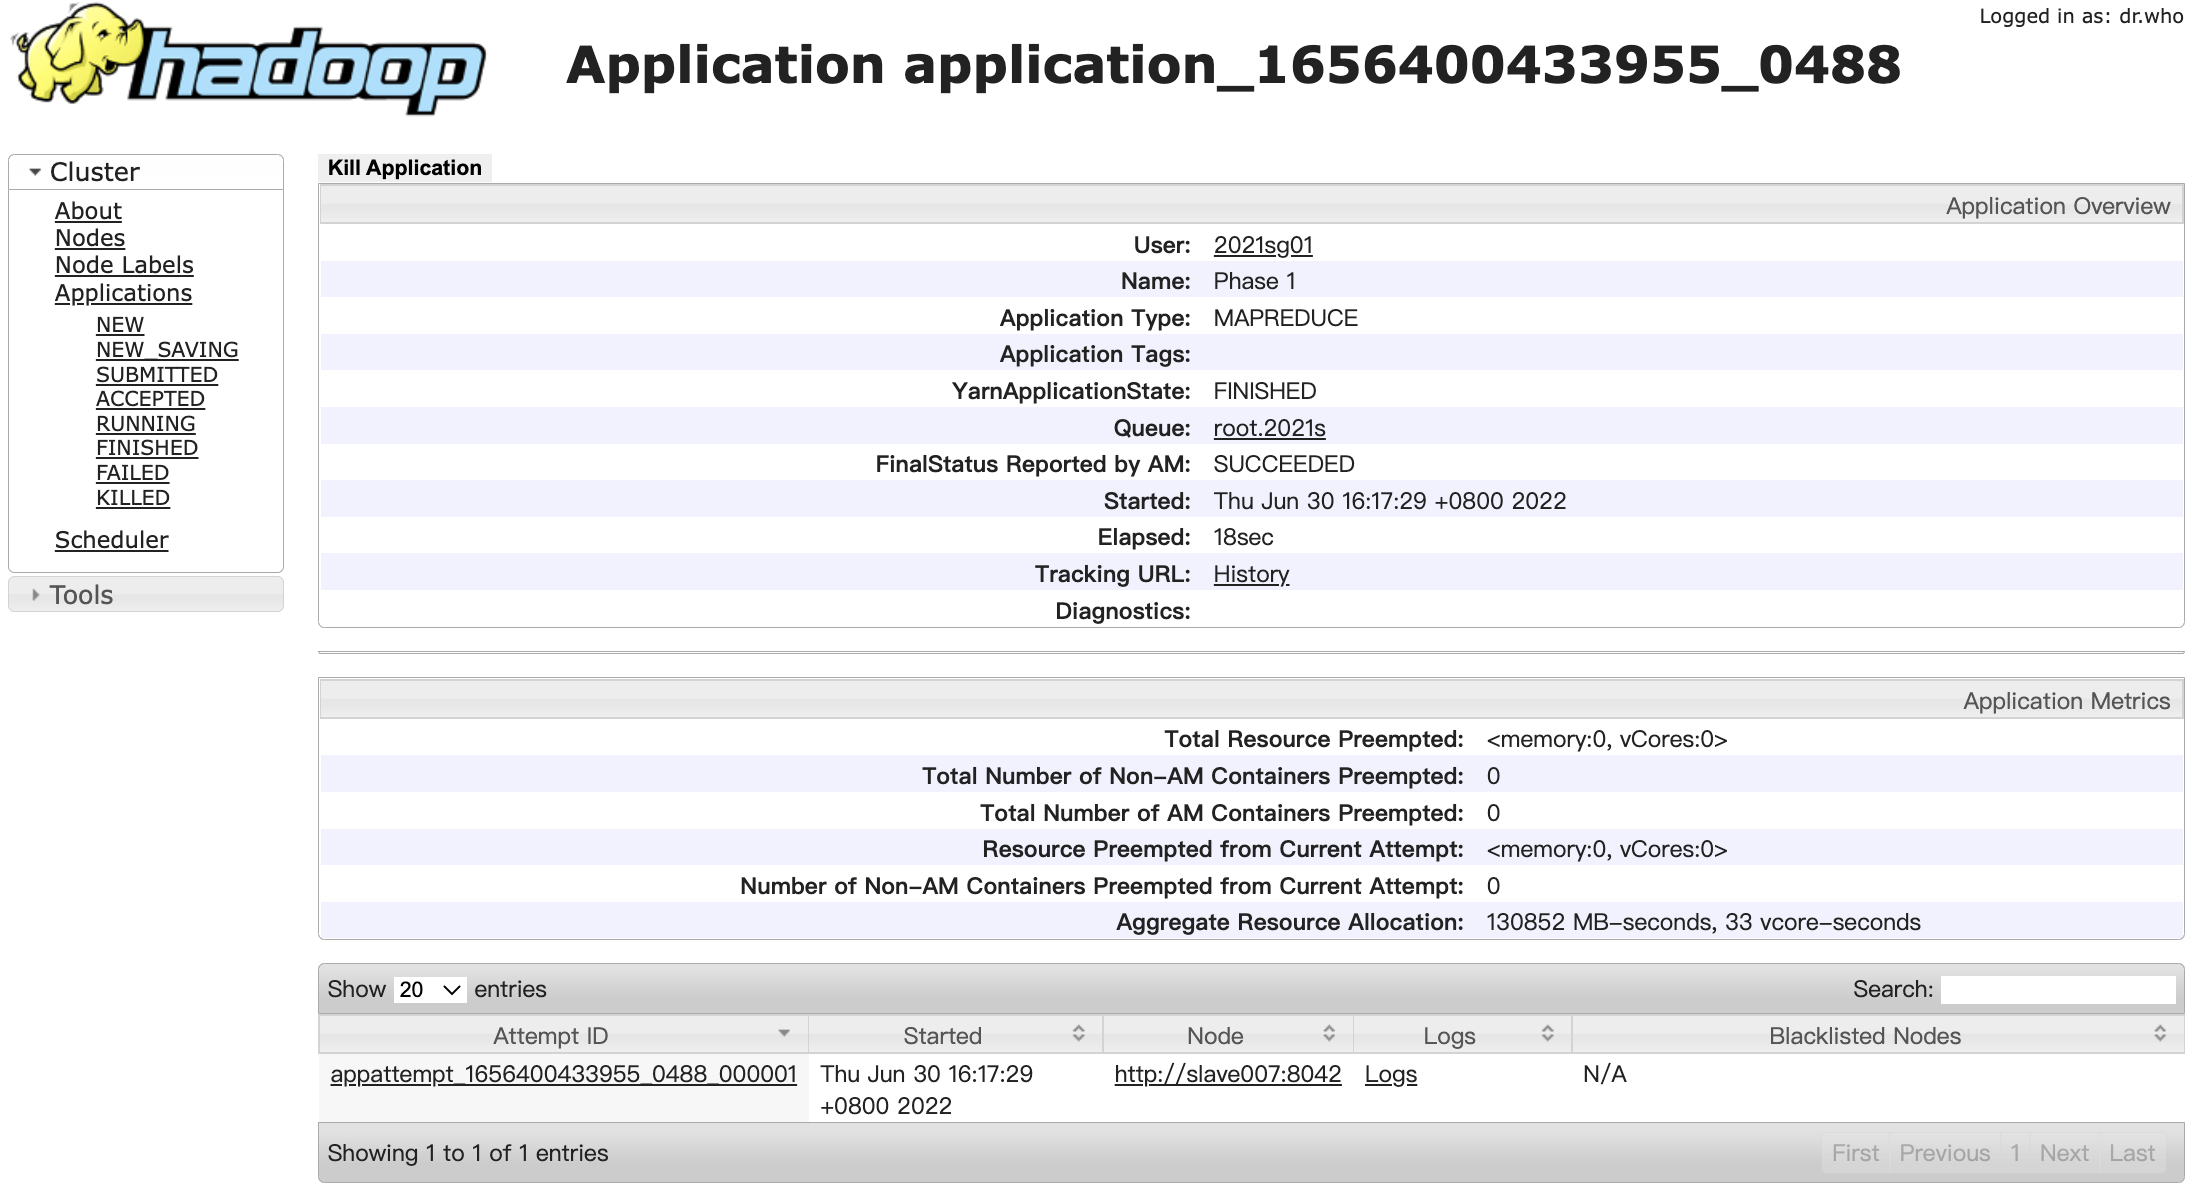 Logged in as: dr.who
hadoop
Application application_1656400433955_0488
Cluster
About
Nodes
Node Labels
Applications
NEW
NEW_SAVING
SUBMITTED
ACCEPTED
RUNNING
FINISHED
FAILED
KILLED
Scheduler
Tools
Kill Application
Application Overview
User: 2021sg01
Name: Phase 1
Application Type: MAPREDUCE
Application Tags:
YarnApplicationState: FINISHED
Queue: root.2021s
FinalStatus Reported by AM: SUCCEEDED
Started: Thu Jun 30 16:17:29 +0800 2022
Elapsed: 18sec
Tracking URL: History
Diagnostics:
Application Metrics
Total Resource Preempted: <memory:0, vCores:0>
Total Number of Non-AM Containers Preempted: 0
Total Number of AM Containers Preempted: 0
Resource Preempted from Current Attempt: <memory:0, vCores:0>
Number of Non-AM Containers Preempted from Current Attempt: 0
Aggregate Resource Allocation: 130852 MB-seconds, 33 vcore-seconds
Show 20 entries Search:
Attempt ID Started Node Logs Blacklisted Nodes
appattempt_1656400433955_0488_000001 Thu Jun 30 16:17:29 http://slave007:8042 Logs N/A
+0800 2022
Showing 1 to 1 of 1 entries First Previous 1 Next Last